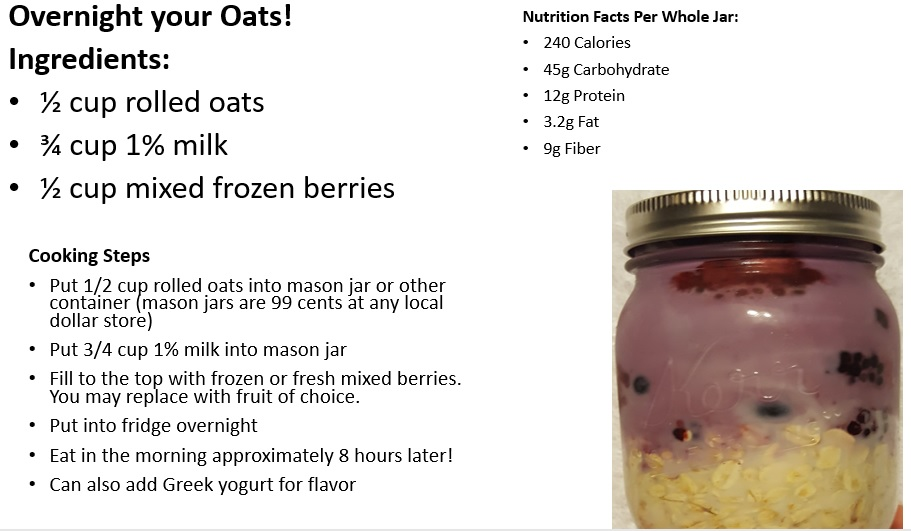 Overnight your Oats!
Ingredients:
• ½ cup rolled oats
• ¾ cup 1% milk
• ½ cup mixed frozen berries
Cooking Steps
• Put 1/2 cup rolled oats into mason jar or other
container (mason jars are 99 cents at any local
dollar store)
• Put 3/4 cup 1% milk into mason jar
• Fill to the top with frozen or fresh mixed berries.
You may replace with fruit of choice.
• Put into fridge overnight
• Eat in the morning approximately 8 hours later!
• Can also add Greek yogurt for flavor
Nutrition Facts Per Whole Jar:
• 240 Calories
• 45g Carbohydrate
• 12g Protein
• 3.2g Fat
• 9g Fiber